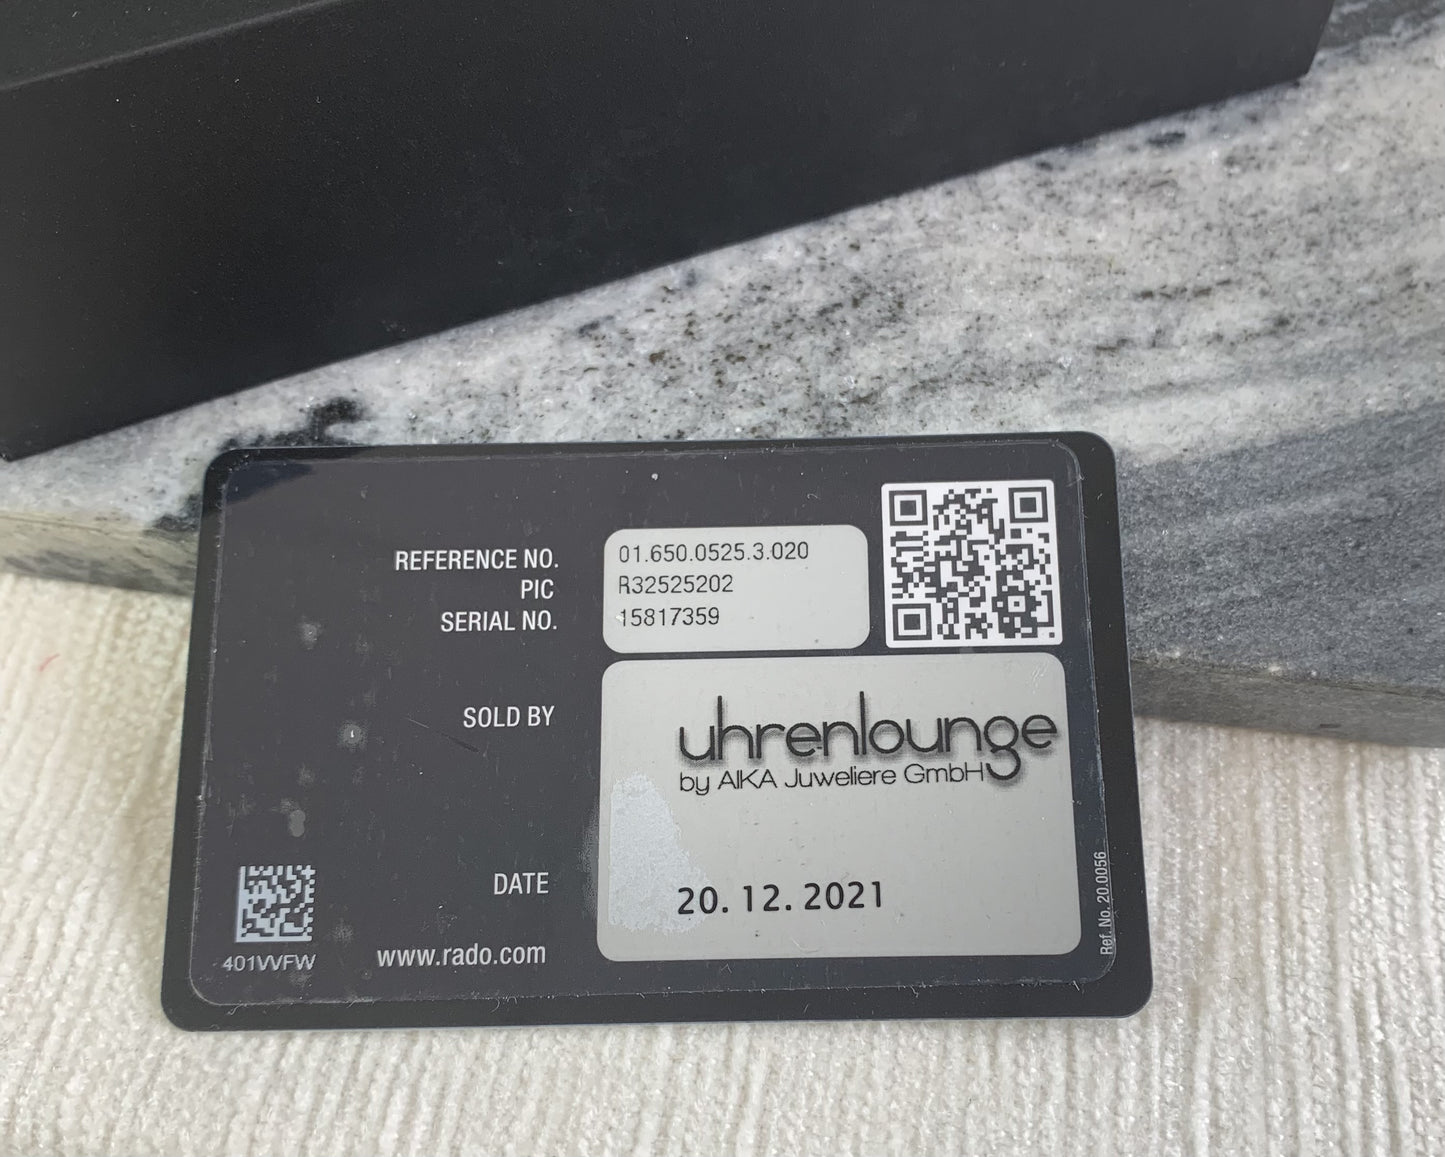 REFERENCE NO. 01.650.0525.3.020
PIC R32525202
SERIAL NO. 15817359
SOLD BY uhrenlounge
by AIKA Juweliere GmbH
DATE 20.12.2021
401VVFW
www.rado.com
Ref. No. 20.0056